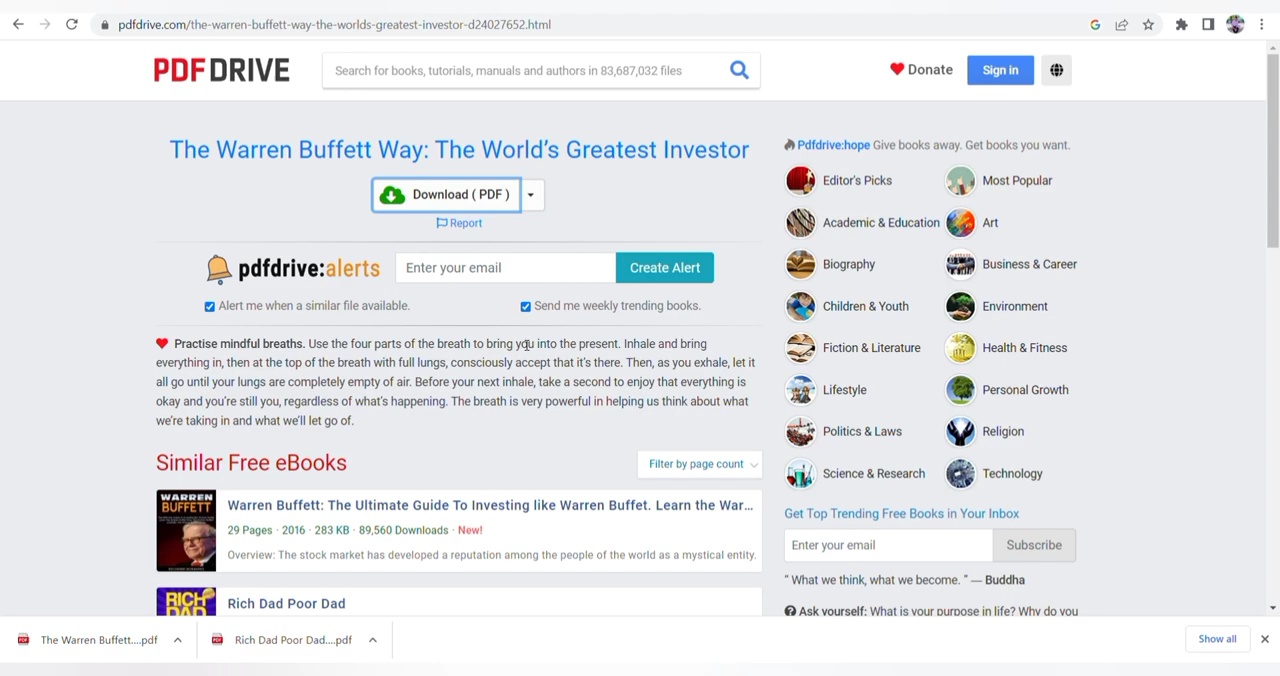 pdfdrive.com/the-warren-buffett-way-the-worlds-greatest-investor-d24027652.html
PDF DRIVE
Search for books, tutorials, manuals and authors in 83,687,032 files
Donate
Sign in
The Warren Buffett Way: The World's Greatest Investor
Download ( PDF )
Report
pdfdrive:alerts
Enter your email
Create Alert
Alert me when a similar file available.
Send me weekly trending books.
Practise mindful breaths. Use the four parts of the breath to bring you into the present. Inhale and bring
everything in, then at the top of the breath with full lungs, consciously accept that it's there. Then, as you exhale, let it
all go until your lungs are completely empty of air. Before your next inhale, take a second to enjoy that everything is
okay and you're still you, regardless of what's happening. The breath is very powerful in helping us think about what
we're taking in and what we'll let go of.
Similar Free eBooks
Filter by page count
WARREN
BUFFETT
Warren Buffett: The Ultimate Guide To Investing like Warren Buffet. Learn the War...
29 Pages · 2016 · 283 KB · 89,560 Downloads · New!
Overview: The stock market has developed a reputation among the people of the world as a mystical entity.
RICH
DAD
Rich Dad Poor Dad
Pdfdrive:hope Give books away. Get books you want.
Editor's Picks
Most Popular
Academic & Education
Art
Biography
Business & Career
Children & Youth
Environment
Fiction & Literature
Health & Fitness
Lifestyle
Personal Growth
Politics & Laws
Religion
Science & Research
Technology
Get Top Trending Free Books in Your Inbox
Enter your email
Subscribe
" What we think, what we become. " — Buddha
Ask yourself: What is your purpose in life? Why do you
The Warren Buffett....pdf
Rich Dad Poor Dad....pdf
Show all